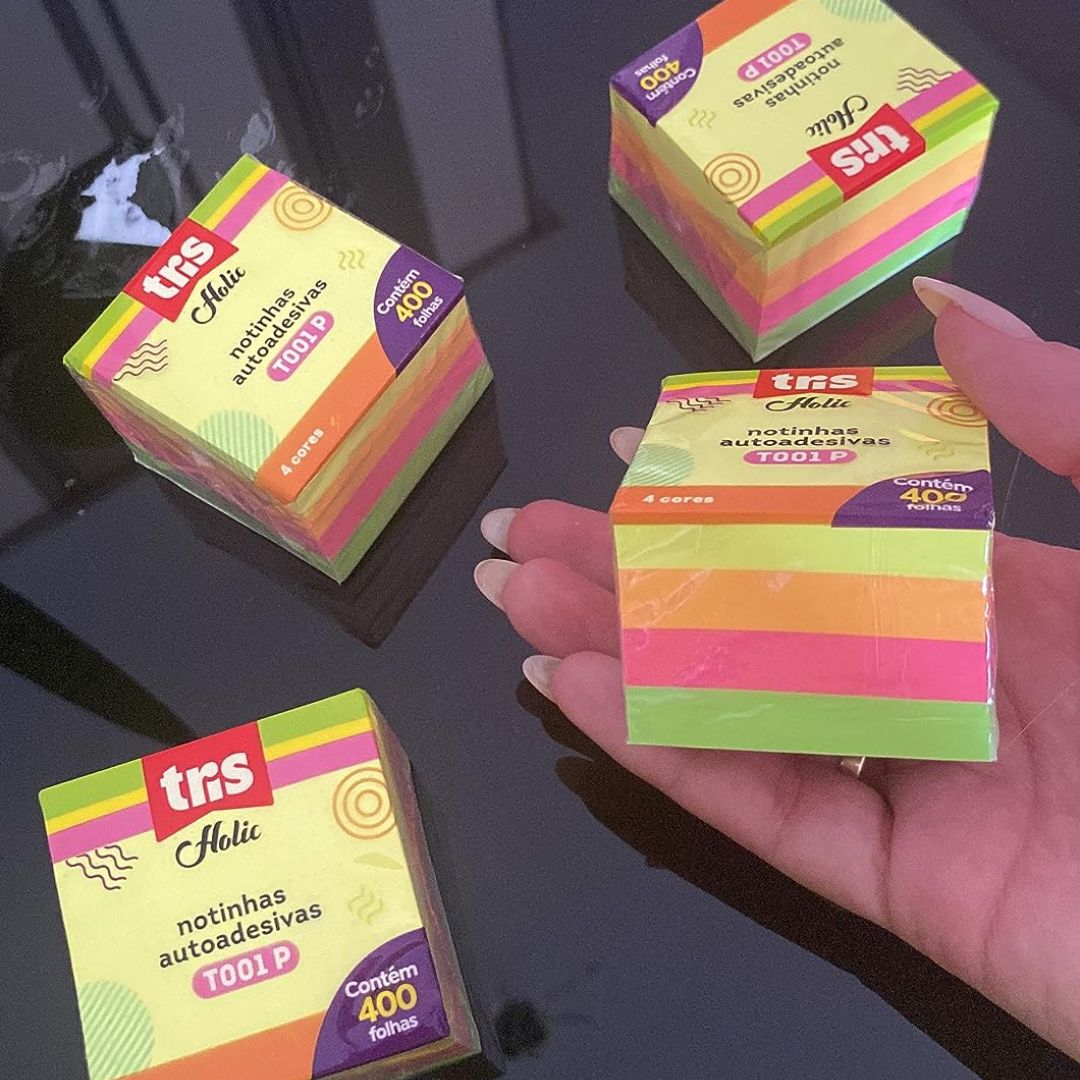 tris
Holic
notinhas
autoadesivas
T001 P
Contém
400
folhas
tris
Holic
notinhas
autoadesivas
T001 P
Contém
400
folhas
4 cores
tris
Holic
notinhas
autoadesivas
T001 P
4 cores
Contém
400
folhas
tris
Holic
notinhas
autoadesivas
T001 P
Contém
400
folhas